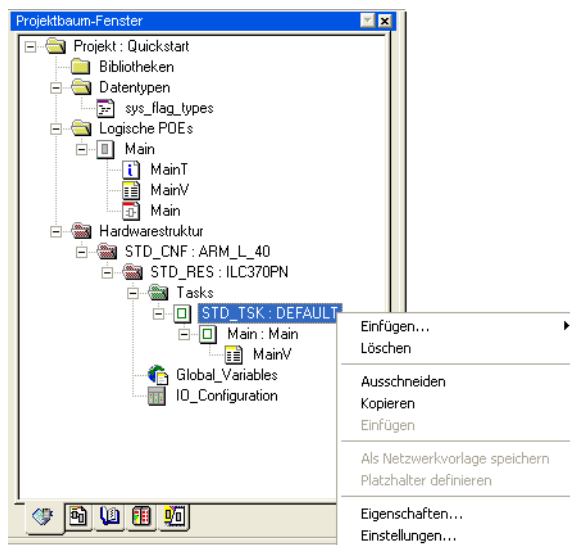 Projektbaum-Fenster
Projekt : Quickstart
Bibliotheken
Datentypen
sys_flag_types
Logische POEs
Main
MainT
MainV
Main
Hardwarestruktur
STD_CNF : ARM_L_40
STD_RES : ILC370PN
Tasks
STD_TSK : DEFAULT
Main : Main
MainV
Global_Variables
IO_Configuration
Einfügen...
Löschen
Ausschneiden
Kopieren
Einfügen
Als Netzwerkvorlage speichern
Platzhalter definieren
Eigenschaften...
Einstellungen...